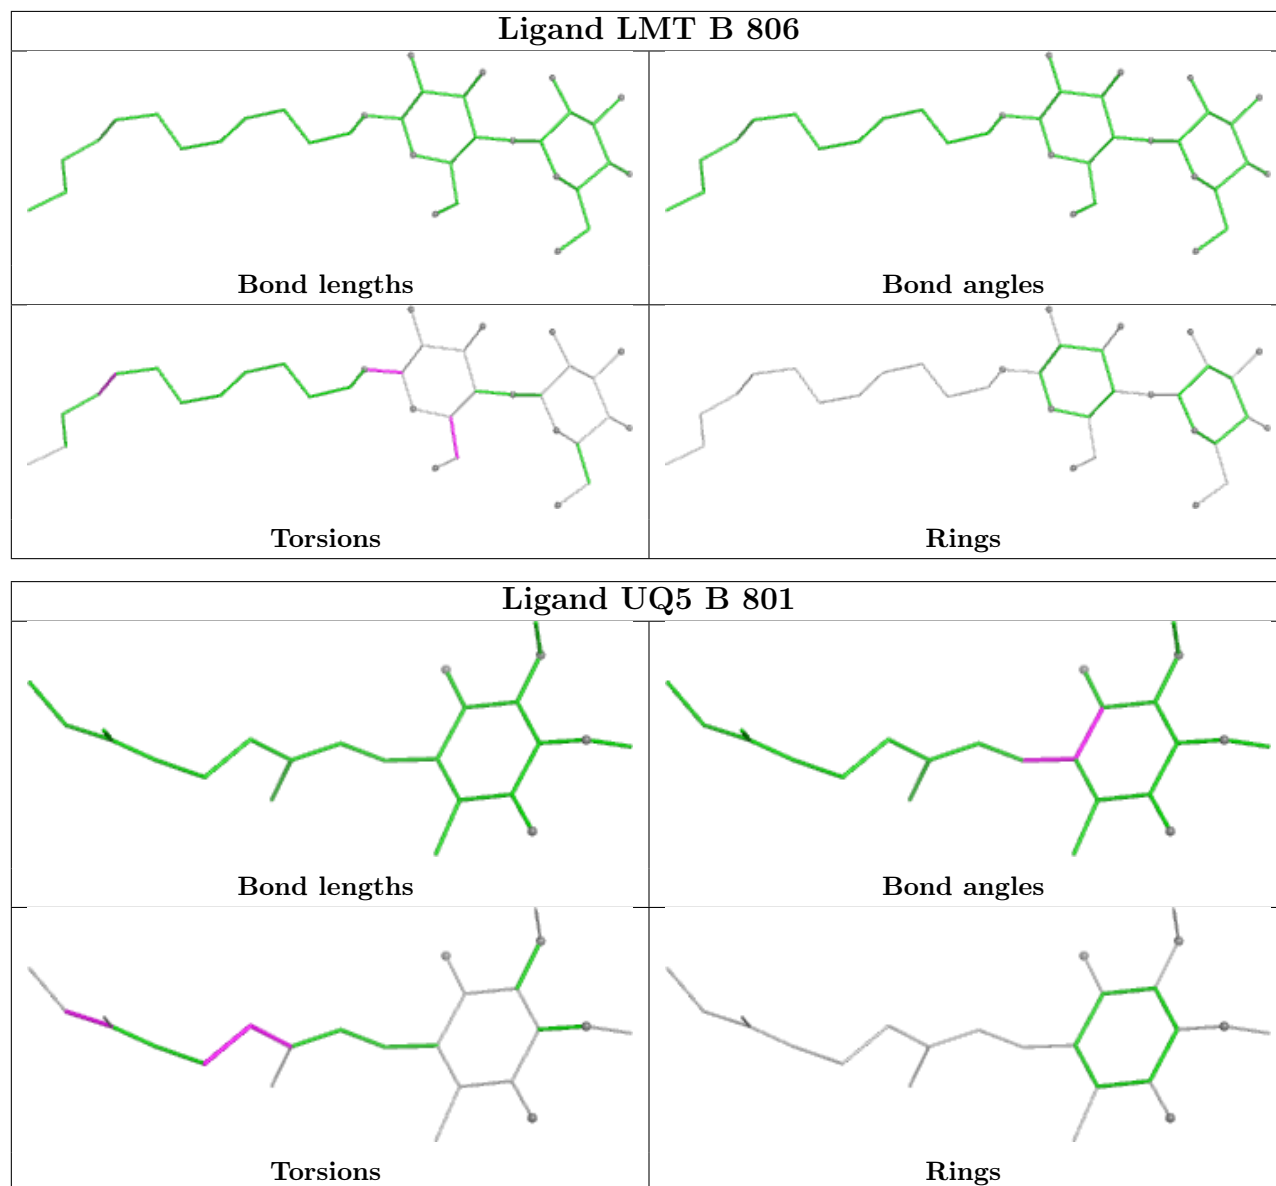 Ligand LMT B 806
Bond lengths
Bond angles
Torsions
Rings
Ligand UQ5 B 801
Bond lengths
Bond angles
Torsions
Rings